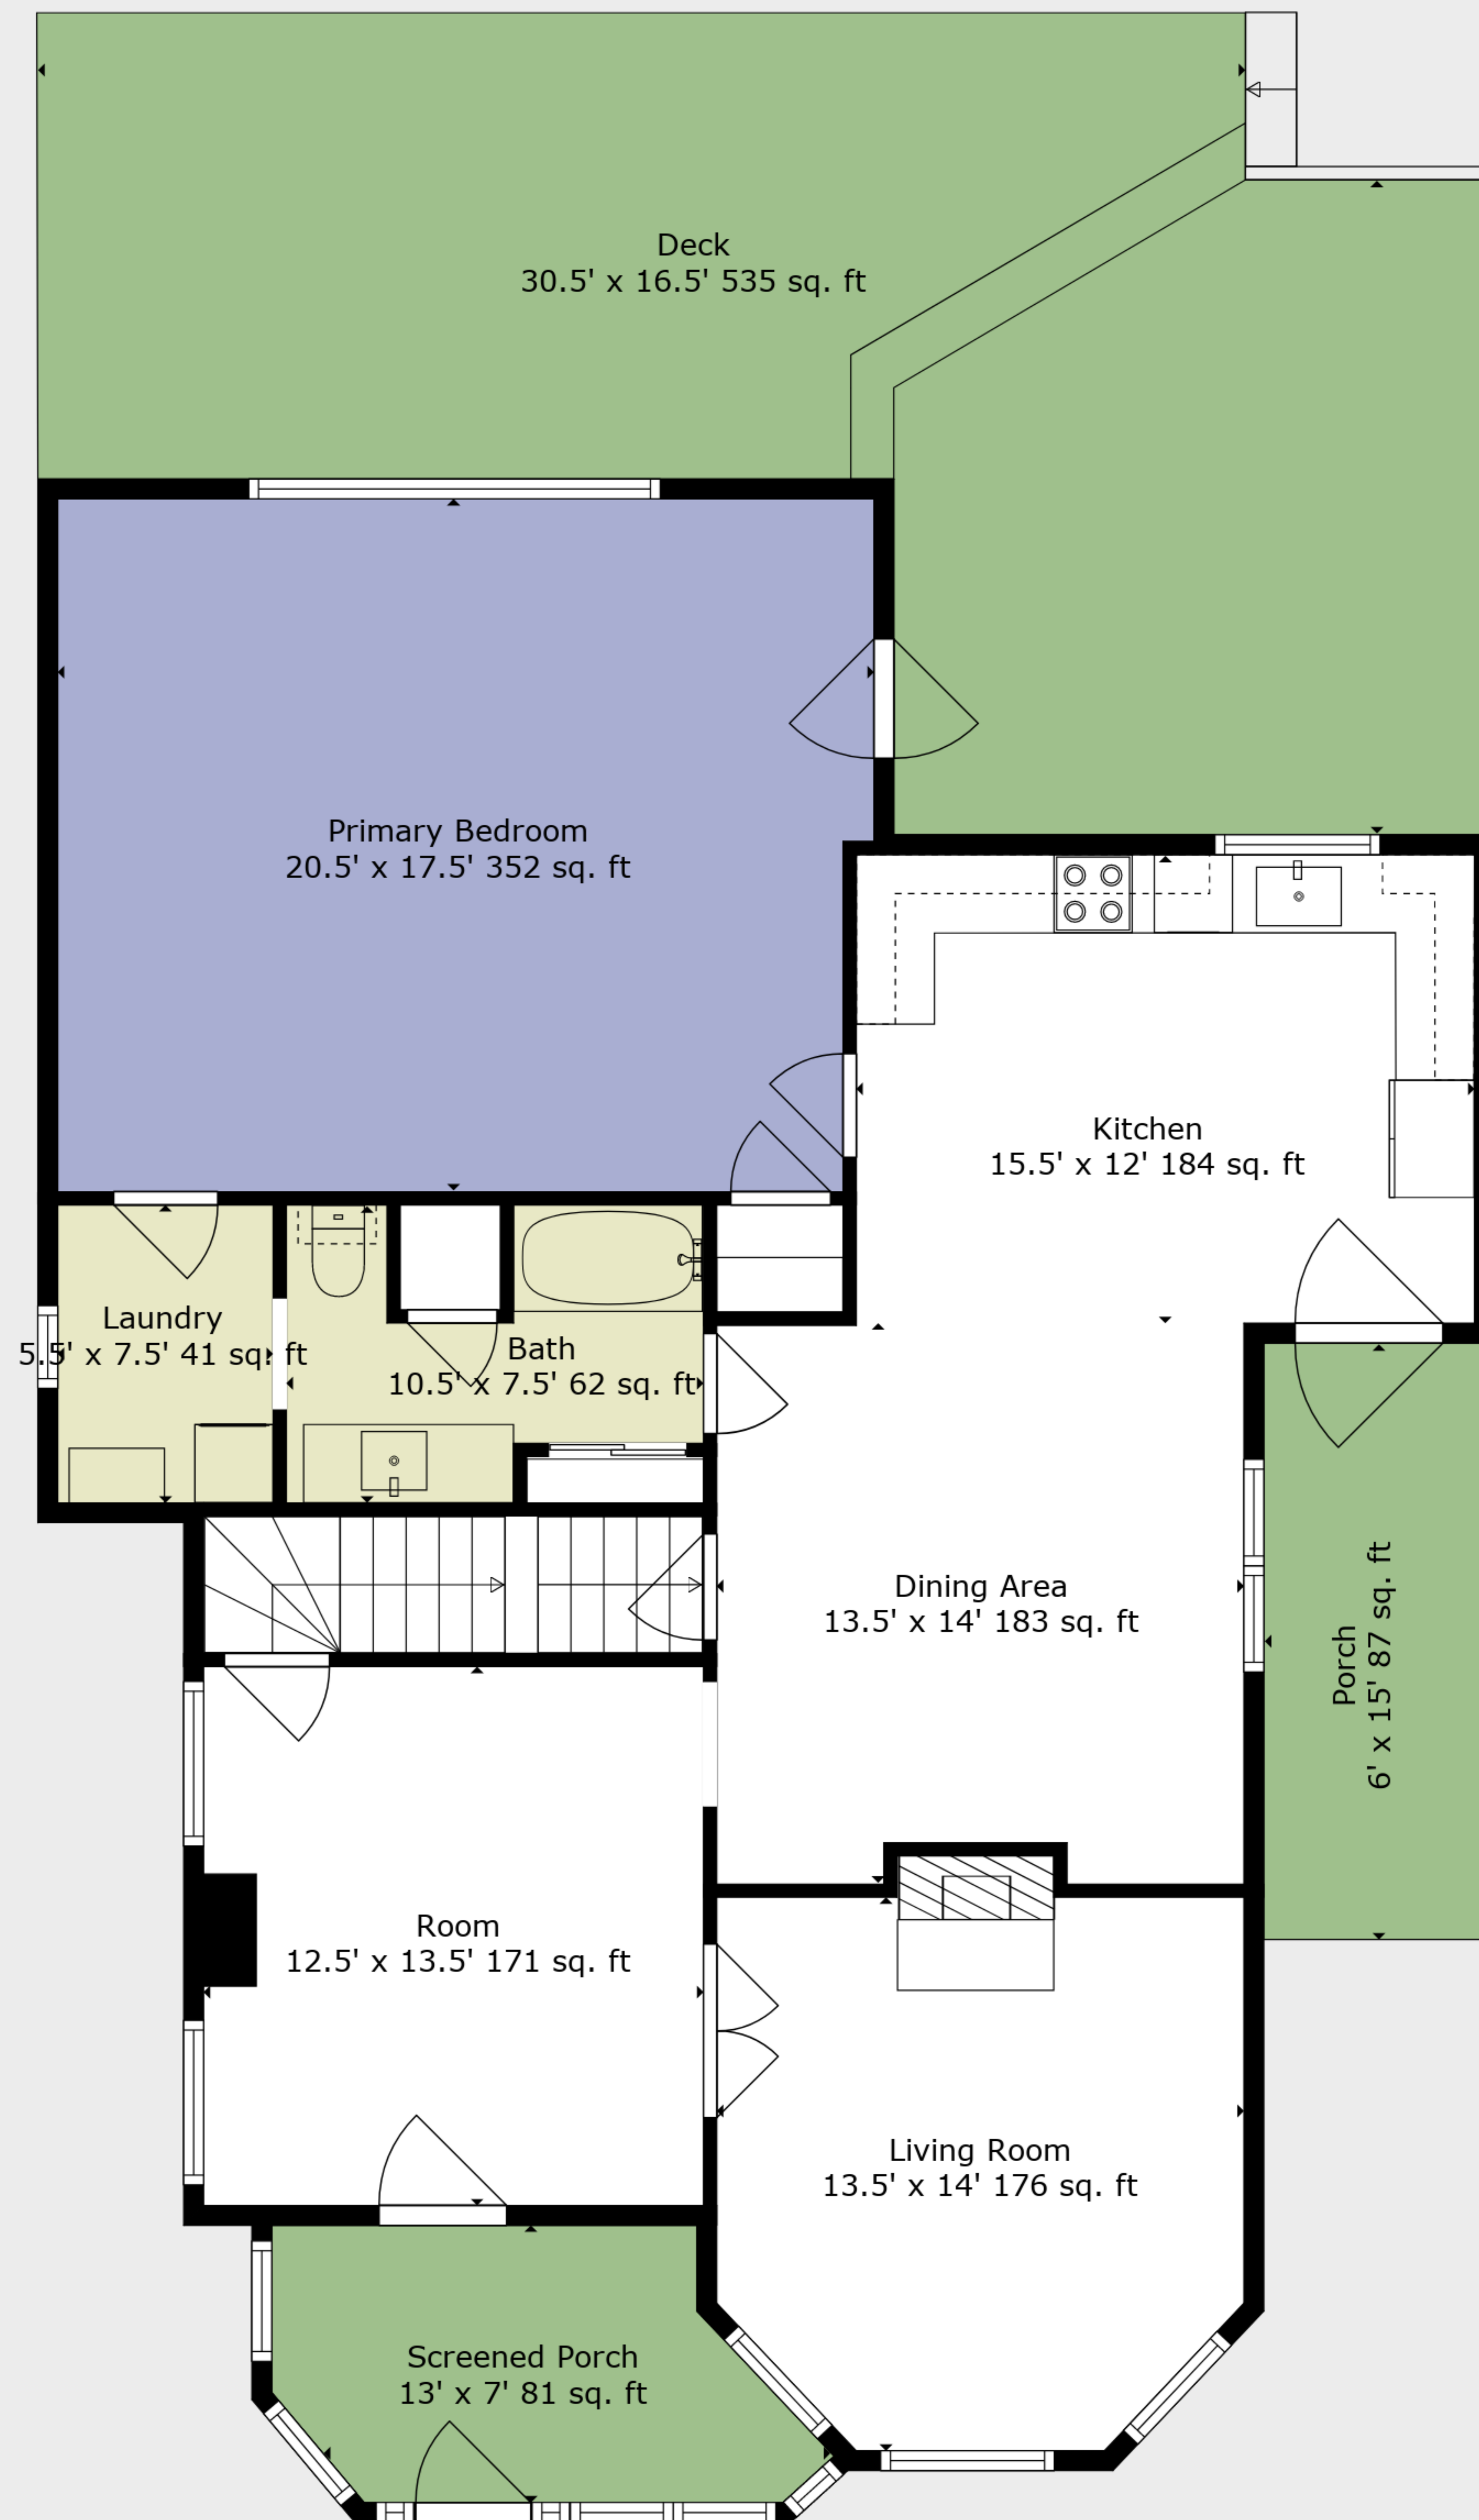 Deck
30.5' x 16.5' 535 sq. ft
Primary Bedroom
20.5' x 17.5' 352 sq. ft
Kitchen
15.5' x 12' 184 sq. ft
Laundry
5.5' x 7.5' 41 sq. ft
Bath
10.5' x 7.5' 62 sq. ft
Dining Area
13.5' x 14' 183 sq. ft
Porch
6' x 15' 87 sq. ft
Room
12.5' x 13.5' 171 sq. ft
Living Room
13.5' x 14' 176 sq. ft
Screened Porch
13' x 7' 81 sq. ft